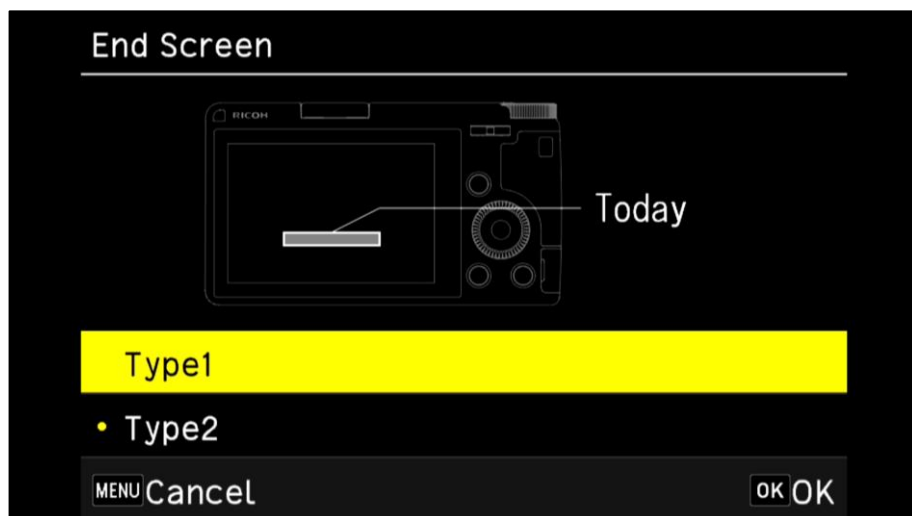 End Screen
RICOH
Today
Type1
• Type2
MENU Cancel
OK OK